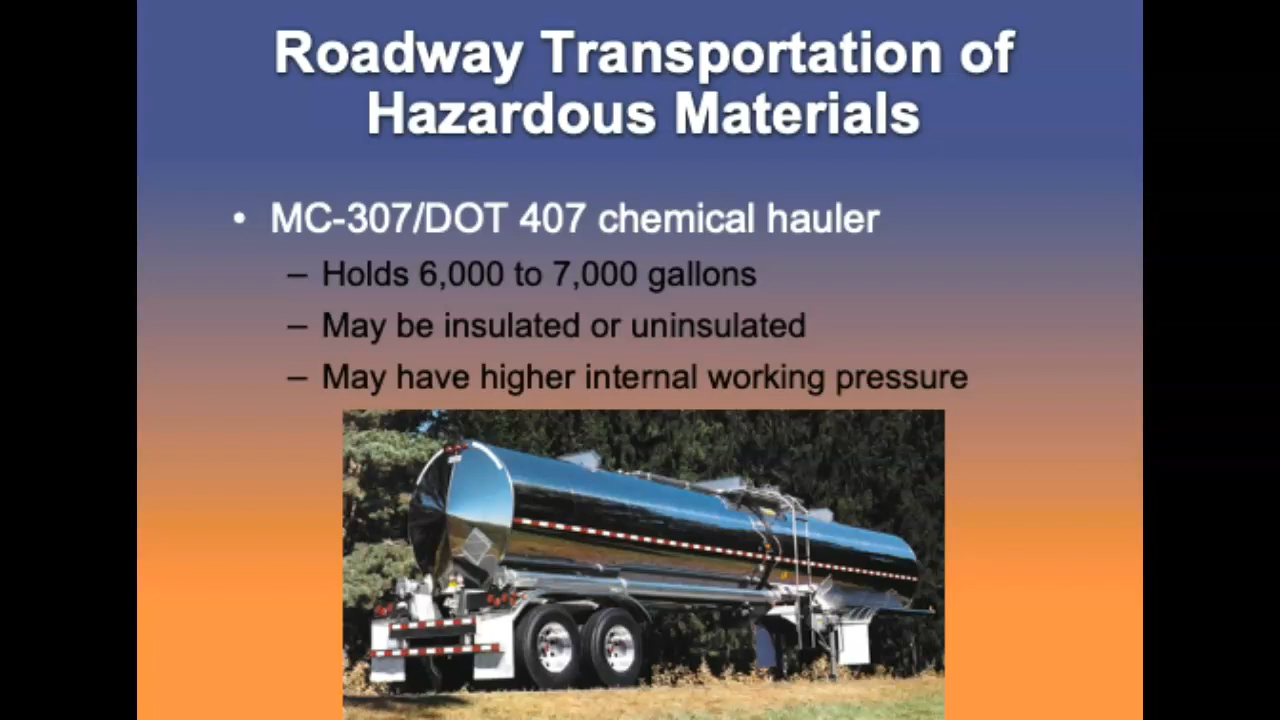 Roadway Transportation of
Hazardous Materials
• MC-307/DOT 407 chemical hauler
– Holds 6,000 to 7,000 gallons
– May be insulated or uninsulated
– May have higher internal working pressure